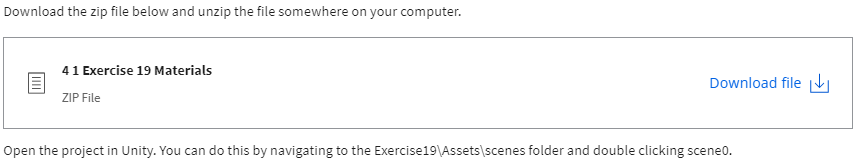 Download the zip file below and unzip the file somewhere on your computer.
4 1 Exercise 19 Materials
Download file
ZIP File
Open the project in Unity. You can do this by navigating to the Exercise19\Assets\scenes folder and double clicking scene0.